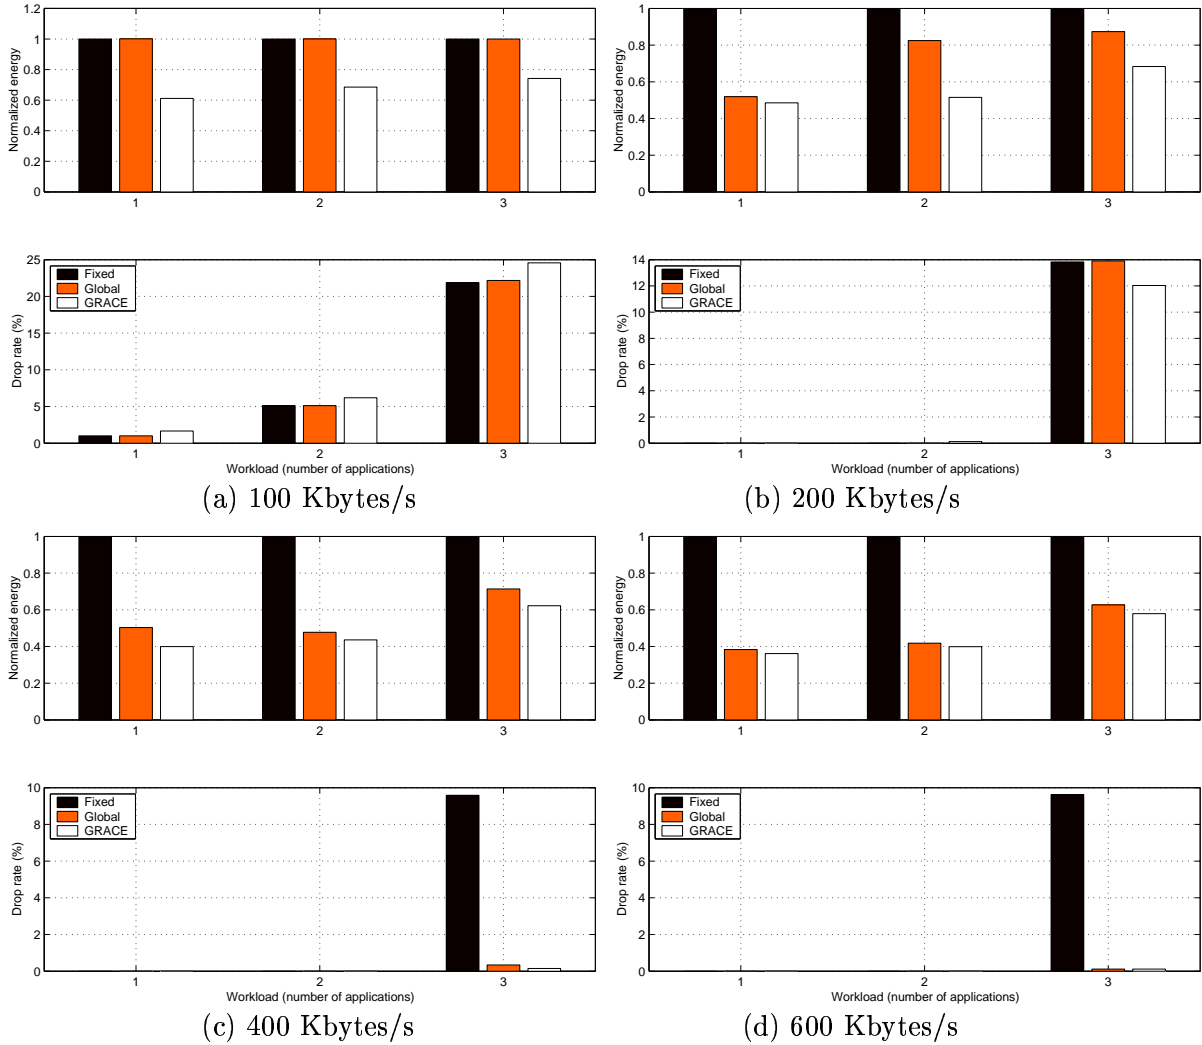 Normalized energy
1.2
1
0.8
0.6
0.4
0.2
0
1 2 3
Normalized energy
1
0.8
0.6
0.4
0.2
0
1 2 3
Drop rate (%)
25
20
15
10
5
0
Fixed
Global
GRACE
1 2 3
Workload (number of applications)
(a) 100 Kbytes/s
Drop rate (%)
14
12
10
8
6
4
2
0
Fixed
Global
GRACE
1 2 3
Workload (number of applications)
(b) 200 Kbytes/s
Normalized energy
1
0.8
0.6
0.4
0.2
0
1 2 3
Normalized energy
1
0.8
0.6
0.4
0.2
0
1 2 3
Drop rate (%)
10
8
6
4
2
0
Fixed
Global
GRACE
1 2 3
Workload (number of applications)
(c) 400 Kbytes/s
Drop rate (%)
10
8
6
4
2
0
Fixed
Global
GRACE
1 2 3
Workload (number of applications)
(d) 600 Kbytes/s